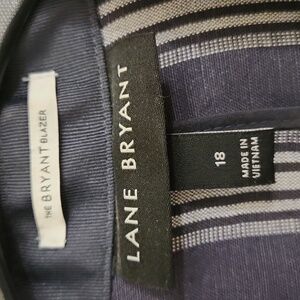 THE BRYANT BLAZER
LANE BRYANT
18
MADE IN
VIETNAM